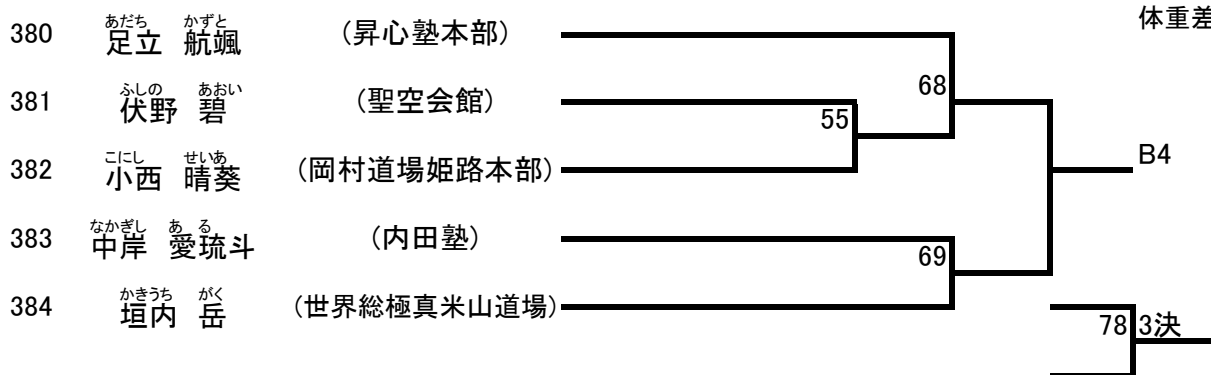 体重差
あだち かずと
380 足立 航颯 (昇心塾本部)
68
ふしの あおい
381 伏野 碧 (聖空会館)
55
こにし せいあ
382 小西 晴葵 (岡村道場姫路本部)
B4
なかぎし あ る
383 中岸 愛琉斗 (内田塾)
69
かきうち がく
384 垣内 岳 (世界総極真米山道場)
78 3決